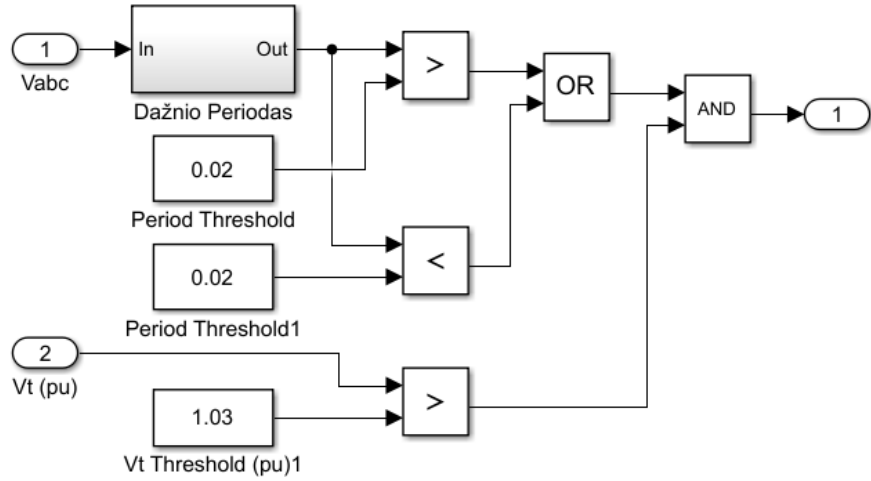 1
Vabc
In
Out
Dažnio Periodas
>
OR
AND
1
0.02
Period Threshold
0.02
Period Threshold1
<
2
Vt (pu)
>
1.03
Vt Threshold (pu)1